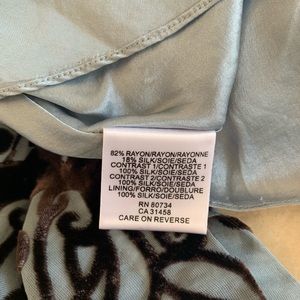 82% RAYON/RAYON/RAYONNE
18% SILK/SOIE/SEDA
CONTRAST 1/CONTRASTE 1
100% SILK/SOIE/SEDA
CONTRAST 2/CONTRASTE 2
100% SILK/SOIE/SEDA
LINING/FORRO/DOUBLURE
100% SILK/SOIE/SEDA
RN 80734
CA 31458
CARE ON REVERSE